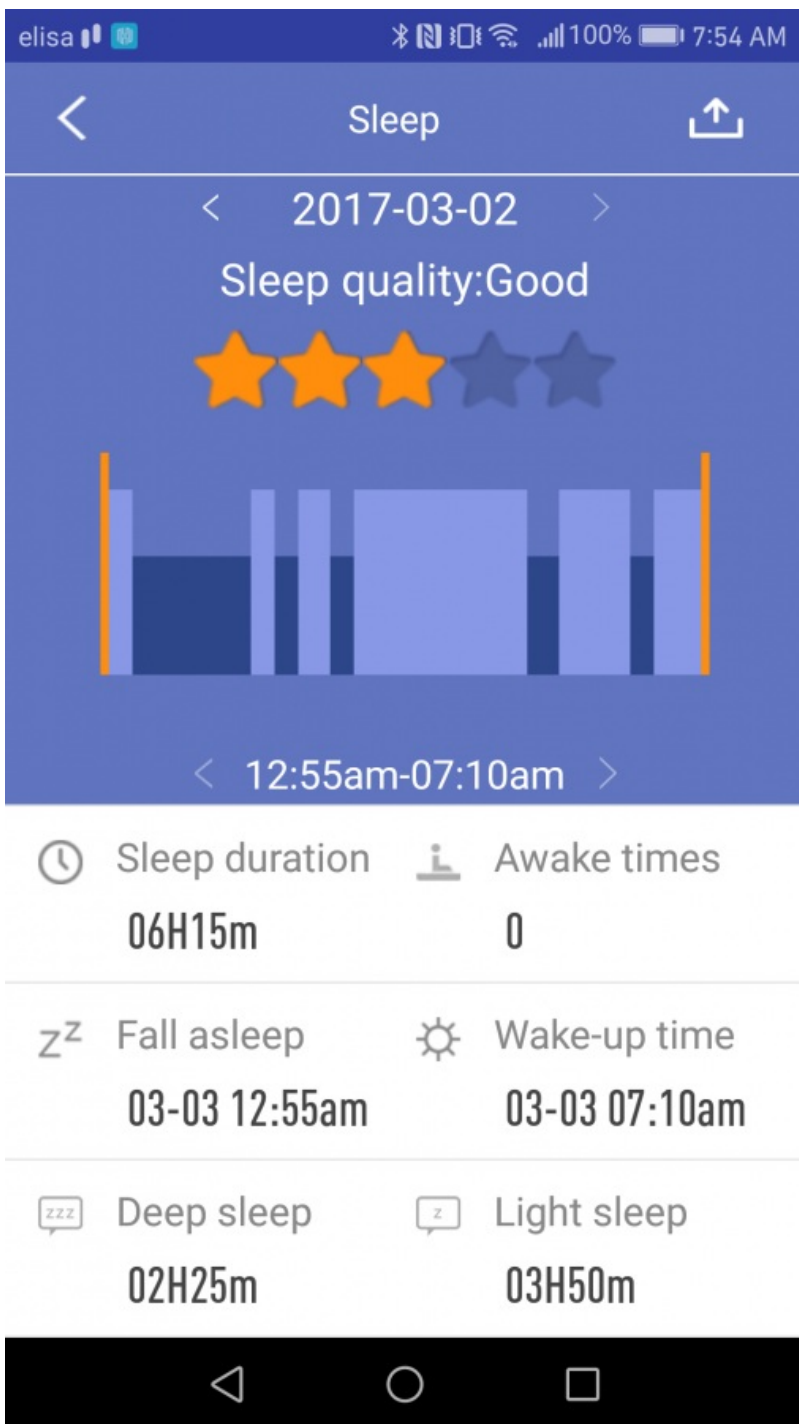 elisa 100% 7:54 AM
Sleep
2017-03-02
Sleep quality:Good
12:55am-07:10am
Sleep duration Awake times
06H15m 0
zz Fall asleep Wake-up time
03-03 12:55am 03-03 07:10am
zzz Deep sleep z Light sleep
02H25m 03H50m